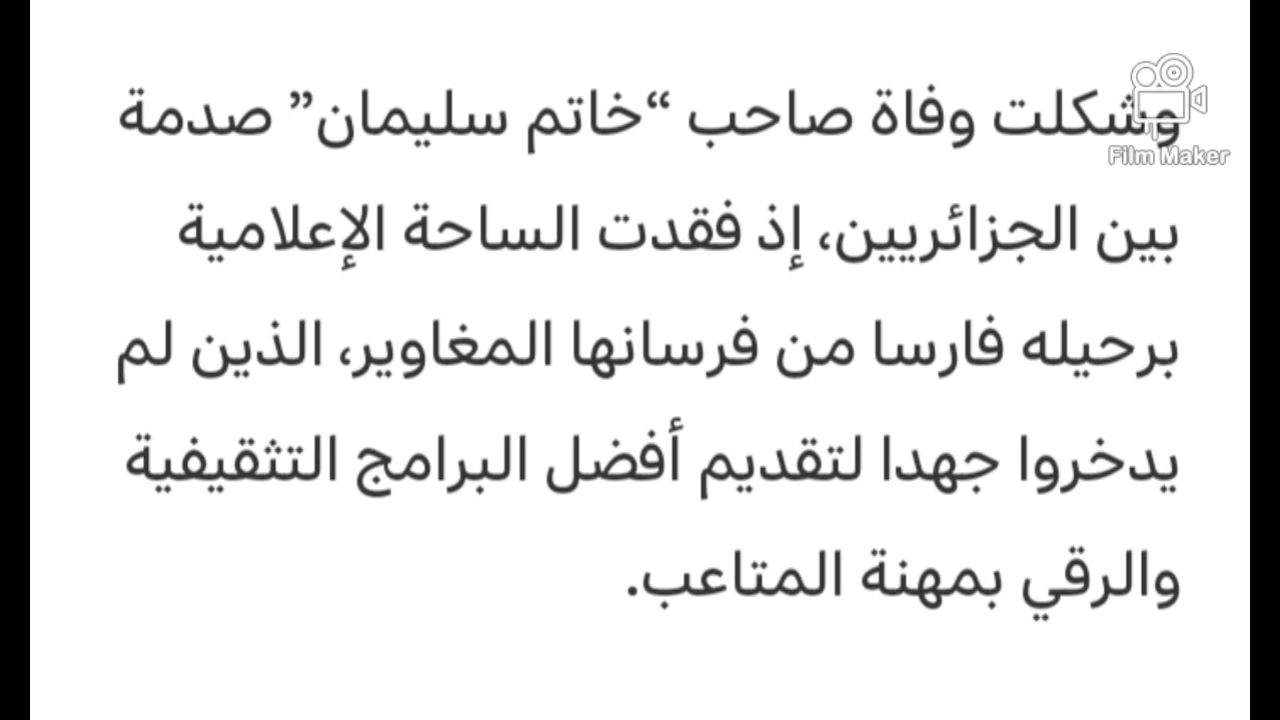 وشكلت وفاة صاحب “خاتم سليمان” صدمة
بين الجزائريين، إذ فقدت الساحة الإعلامية
برحيله فارسا من فرسانها المغاوير، الذين لم
يدخروا جهدا لتقديم أفضل البرامج التثقيفية
والرقي بمهنة المتاعب.
Film Maker